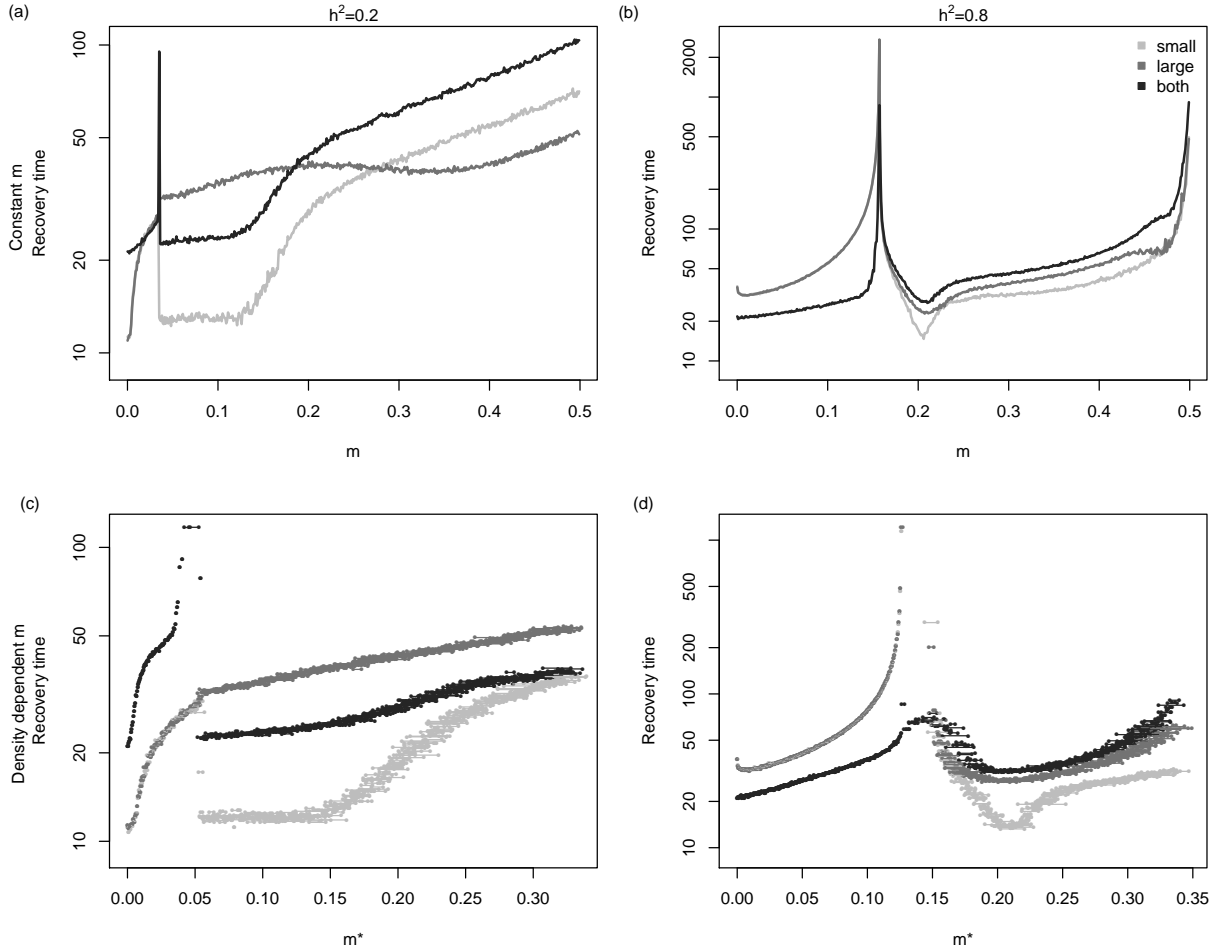 (a)
h²=0.2
Constant m
Recovery time
100
50
20
10
0.0 0.1 0.2 0.3 0.4 0.5
m
(b)
h²=0.8
small
large
both
Recovery time
2000
500
100
50
20
10
0.0 0.1 0.2 0.3 0.4 0.5
m
(c)
Density dependent m
Recovery time
100
50
20
10
0.00 0.05 0.10 0.15 0.20 0.25 0.30
m*
(d)
Recovery time
500
200
100
50
20
10
0.00 0.05 0.10 0.15 0.20 0.25 0.30 0.35
m*